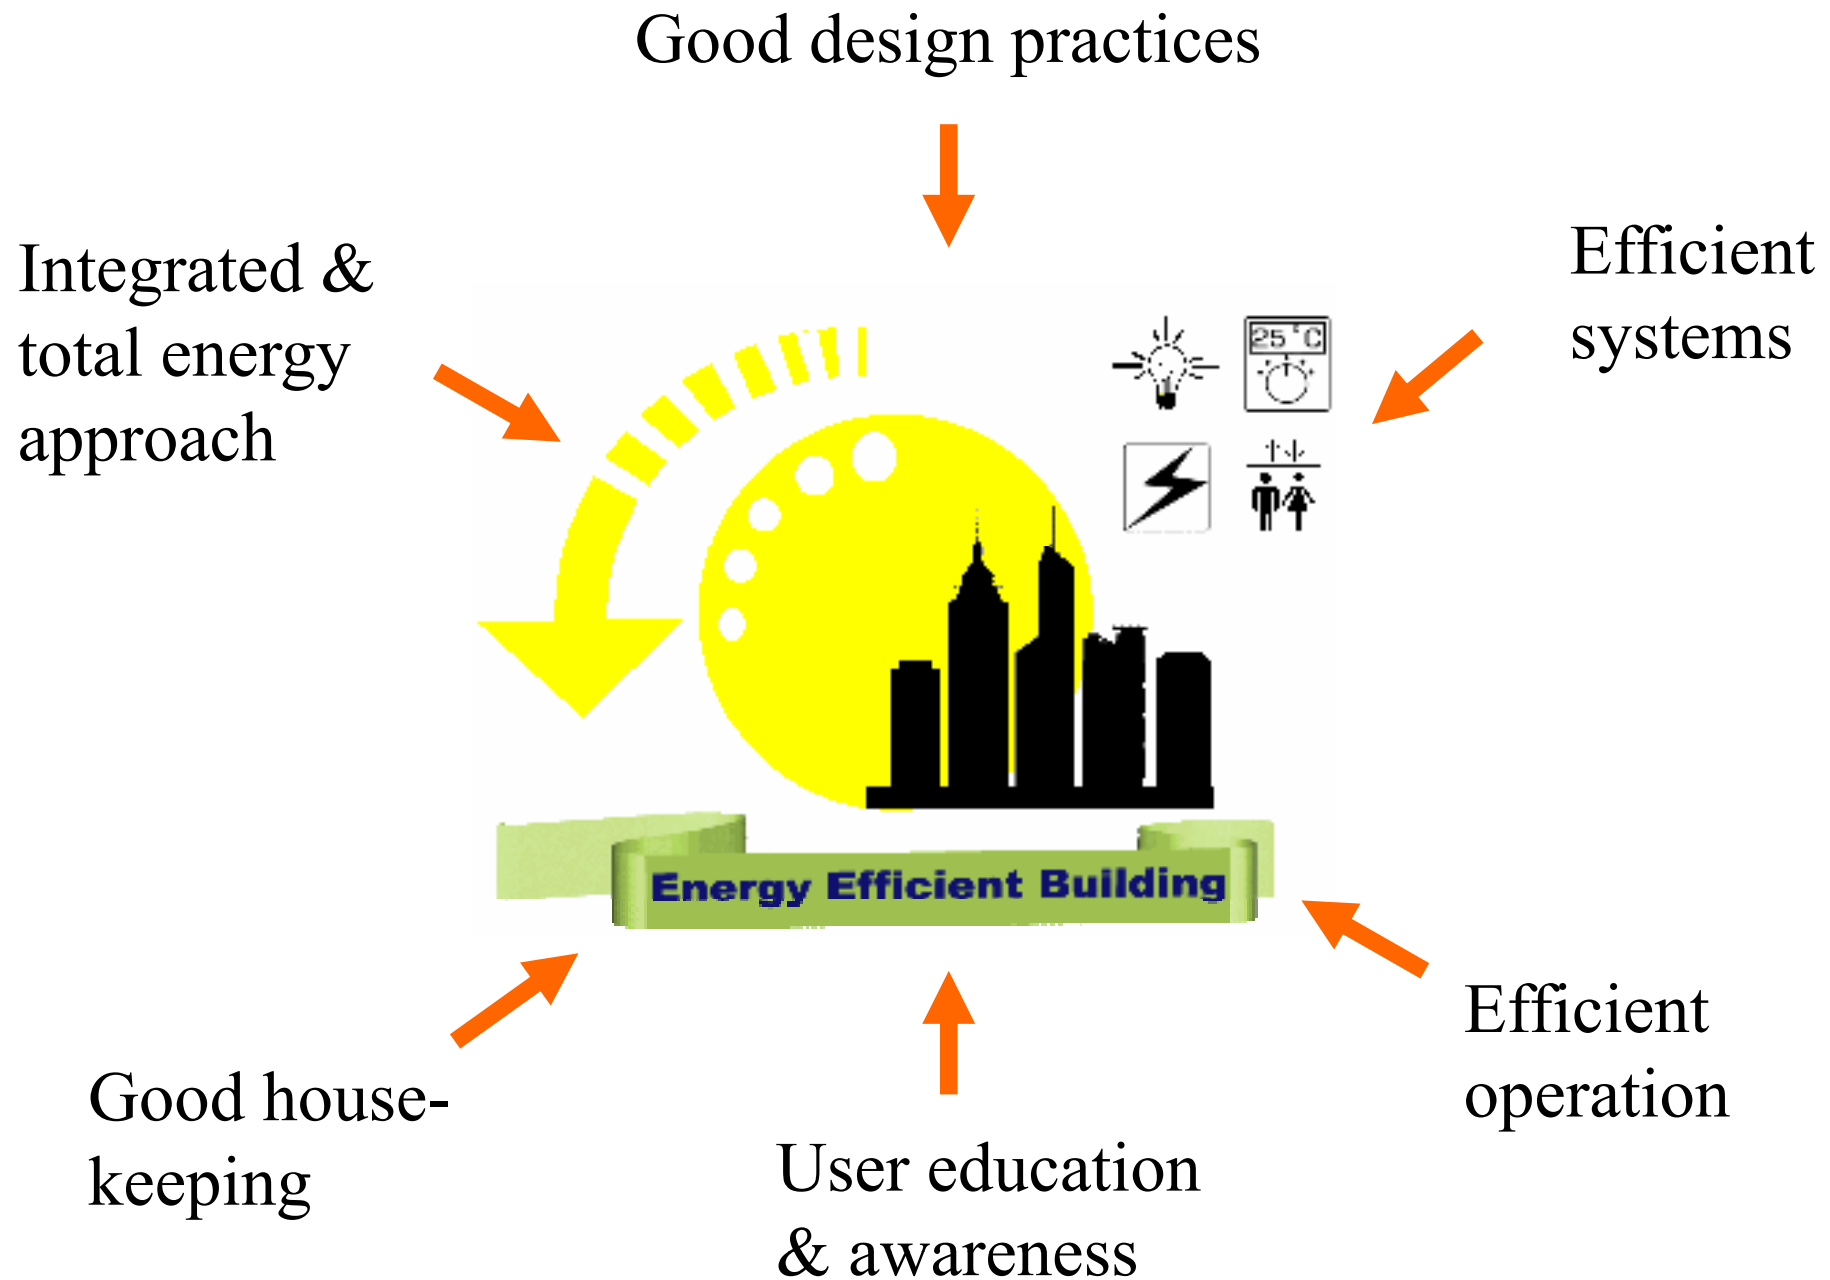 Good design practices
Integrated &
total energy
approach
Efficient
systems
25°C
Energy Efficient Building
Good house-
keeping
User education
& awareness
Efficient
operation